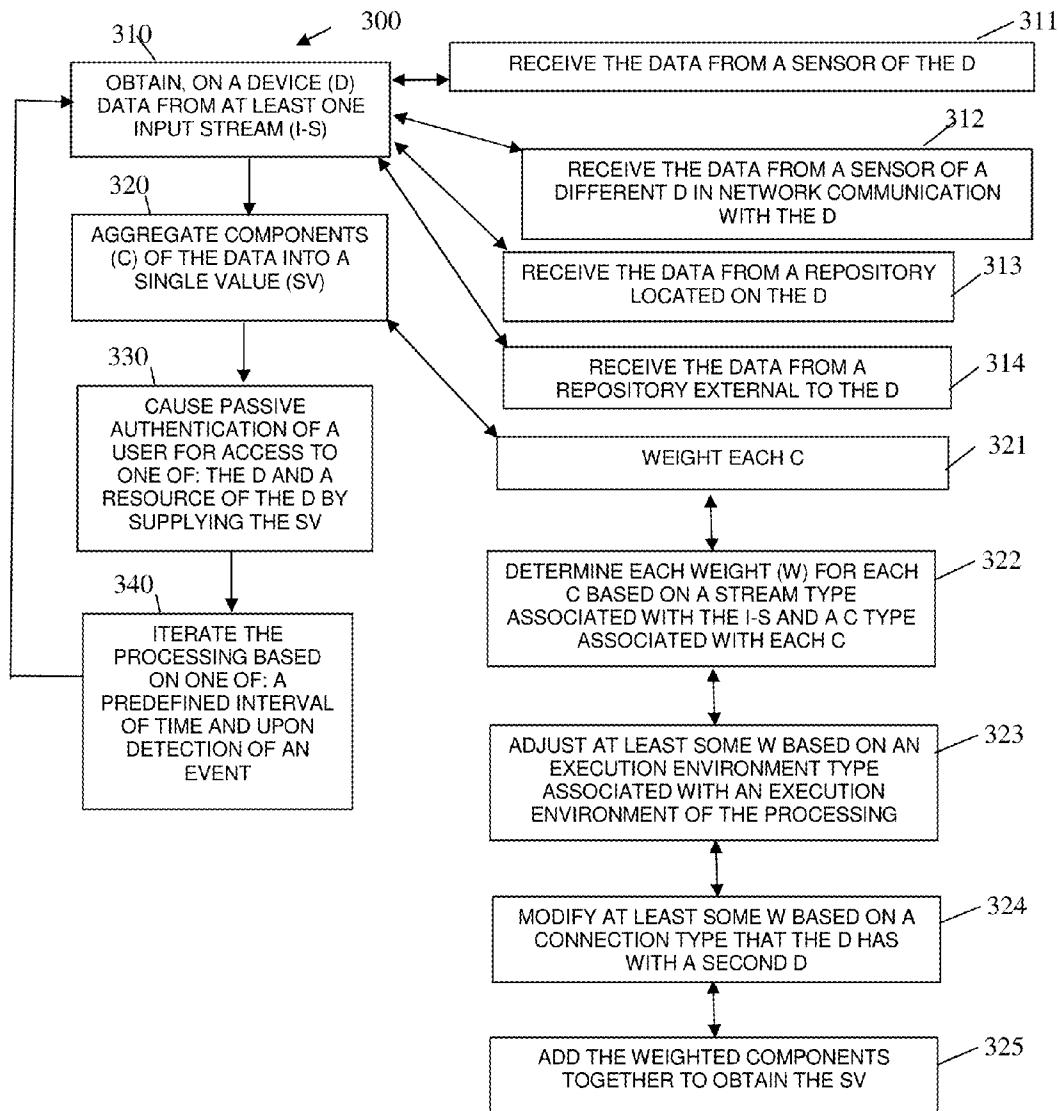 300
310
OBTAIN, ON A DEVICE (D)
DATA FROM AT LEAST ONE
INPUT STREAM (I-S)
311
RECEIVE THE DATA FROM A SENSOR OF THE D
312
RECEIVE THE DATA FROM A SENSOR OF A
DIFFERENT D IN NETWORK COMMUNICATION
WITH THE D
320
AGGREGATE COMPONENTS
(C) OF THE DATA INTO A
SINGLE VALUE (SV)
RECEIVE THE DATA FROM A REPOSITORY
LOCATED ON THE D
313
RECEIVE THE DATA FROM A
REPOSITORY EXTERNAL TO THE D
314
330
CAUSE PASSIVE
AUTHENTICATION OF A
USER FOR ACCESS TO
ONE OF: THE D AND A
RESOURCE OF THE D BY
SUPPLYING THE SV
WEIGHT EACH C
321
DETERMINE EACH WEIGHT (W) FOR EACH
C BASED ON A STREAM TYPE
ASSOCIATED WITH THE I-S AND A C TYPE
ASSOCIATED WITH EACH C
322
340
ITERATE THE
PROCESSING BASED
ON ONE OF: A
PREDEFINED INTERVAL
OF TIME AND UPON
DETECTION OF AN
EVENT
ADJUST AT LEAST SOME W BASED ON AN
EXECUTION ENVIRONMENT TYPE
ASSOCIATED WITH AN EXECUTION
ENVIRONMENT OF THE PROCESSING
323
MODIFY AT LEAST SOME W BASED ON A
CONNECTION TYPE THAT THE D HAS
WITH A SECOND D
324
ADD THE WEIGHTED COMPONENTS
TOGETHER TO OBTAIN THE SV
325